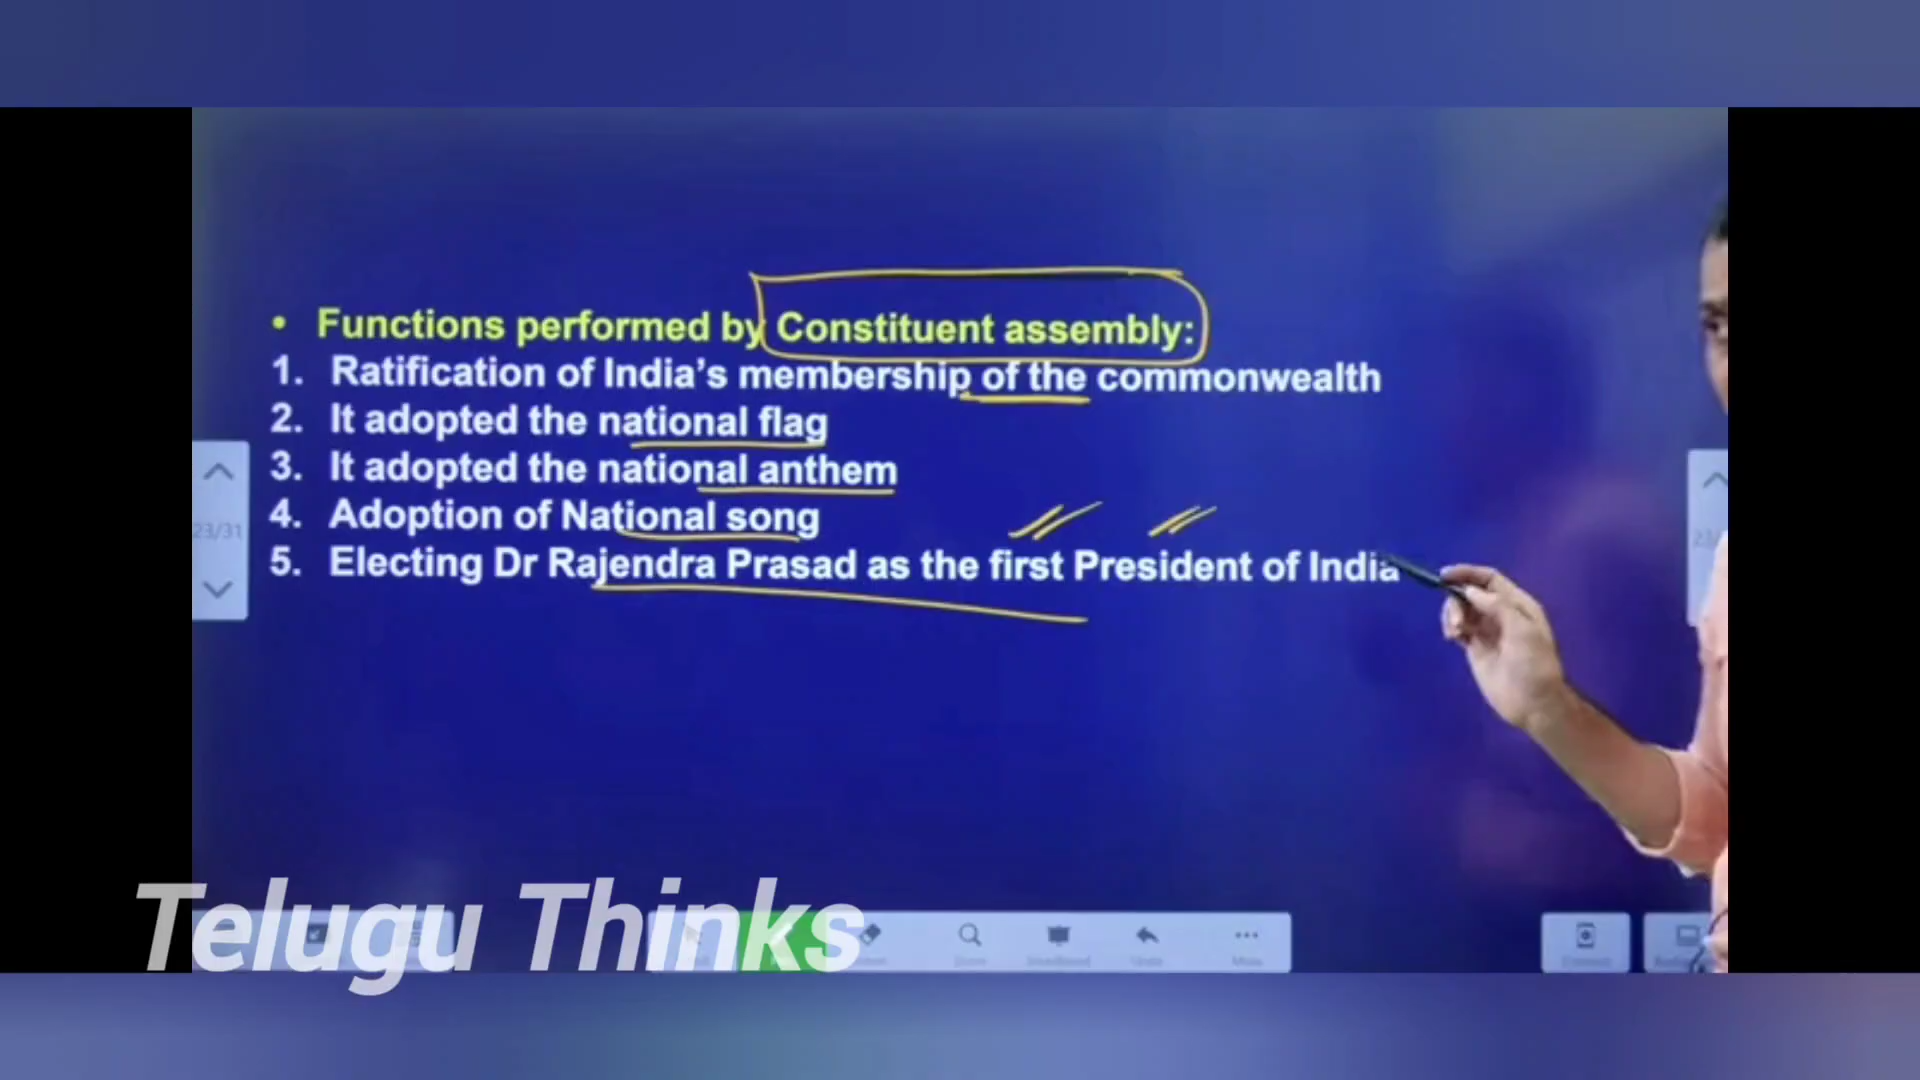 • Functions performed by Constituent assembly:
1. Ratification of India's membership of the commonwealth
2. It adopted the national flag
3. It adopted the national anthem
4. Adoption of National song
5. Electing Dr Rajendra Prasad as the first President of India
23/31
Telugu Thinks